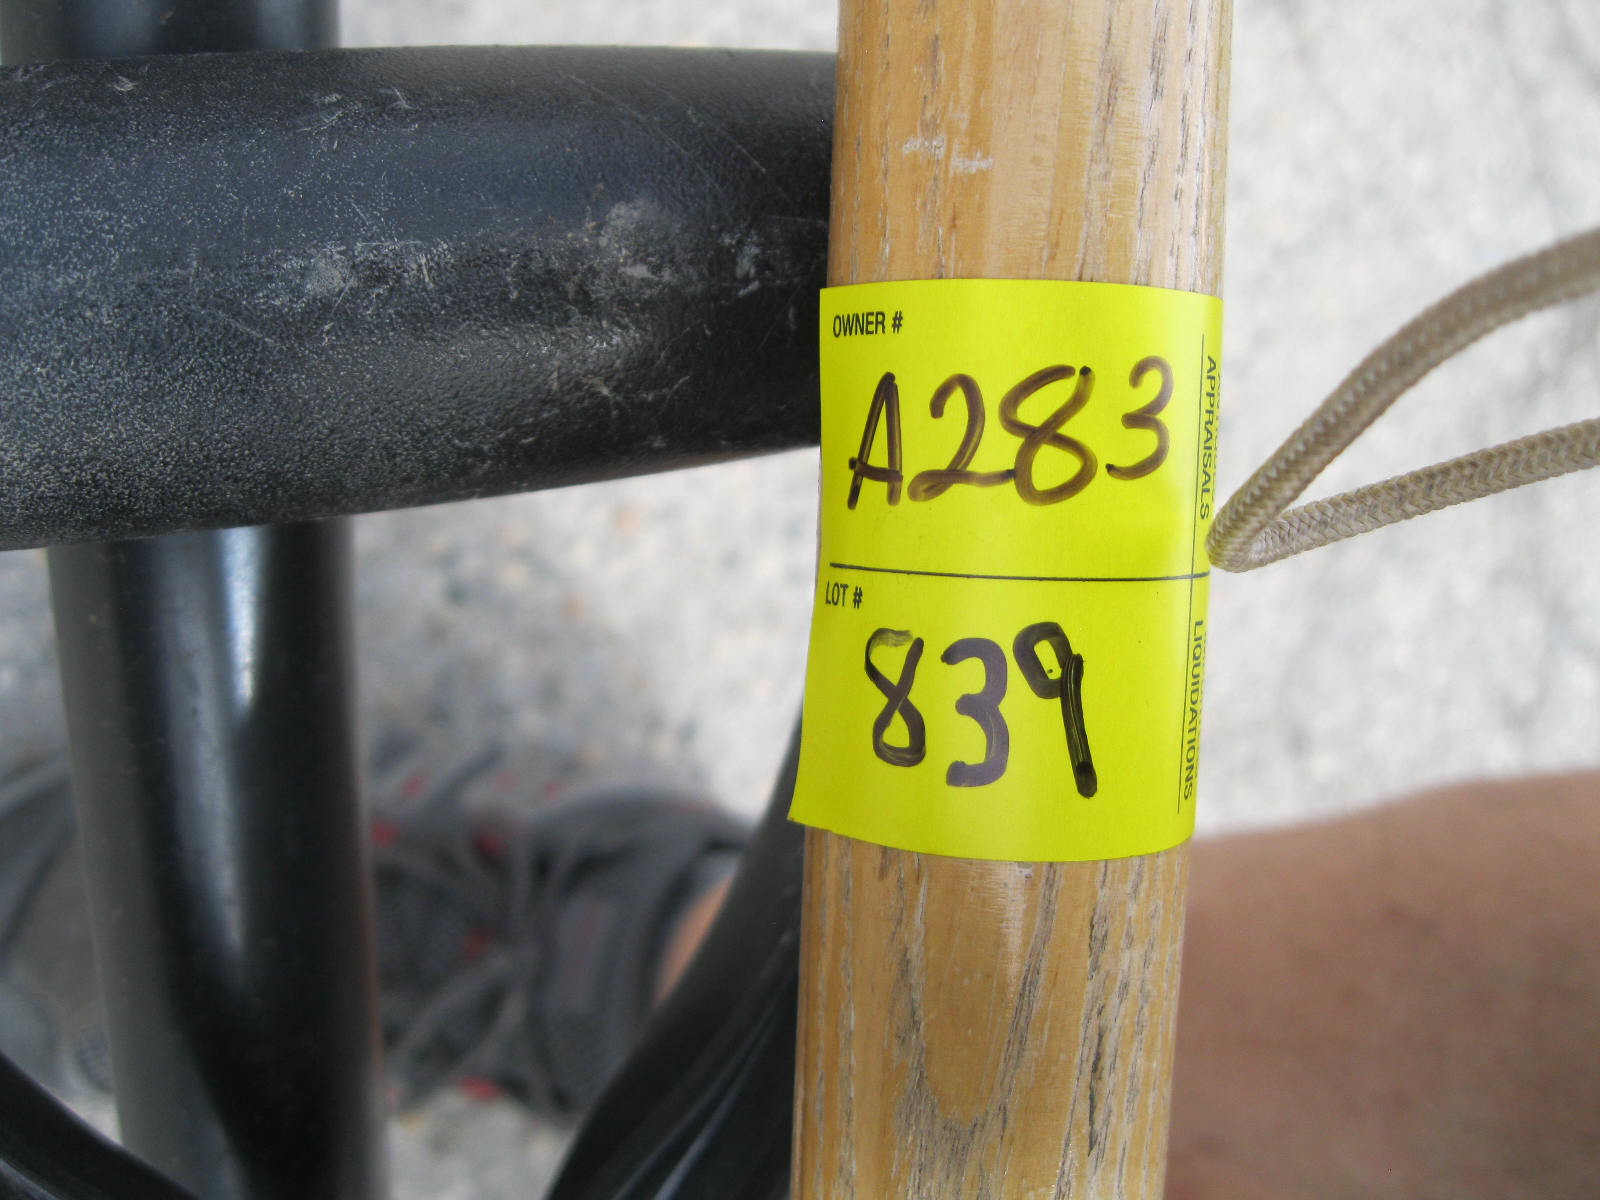 OWNER #
A283
LOT #
839
APPRAISALS
LIQUIDATIONS